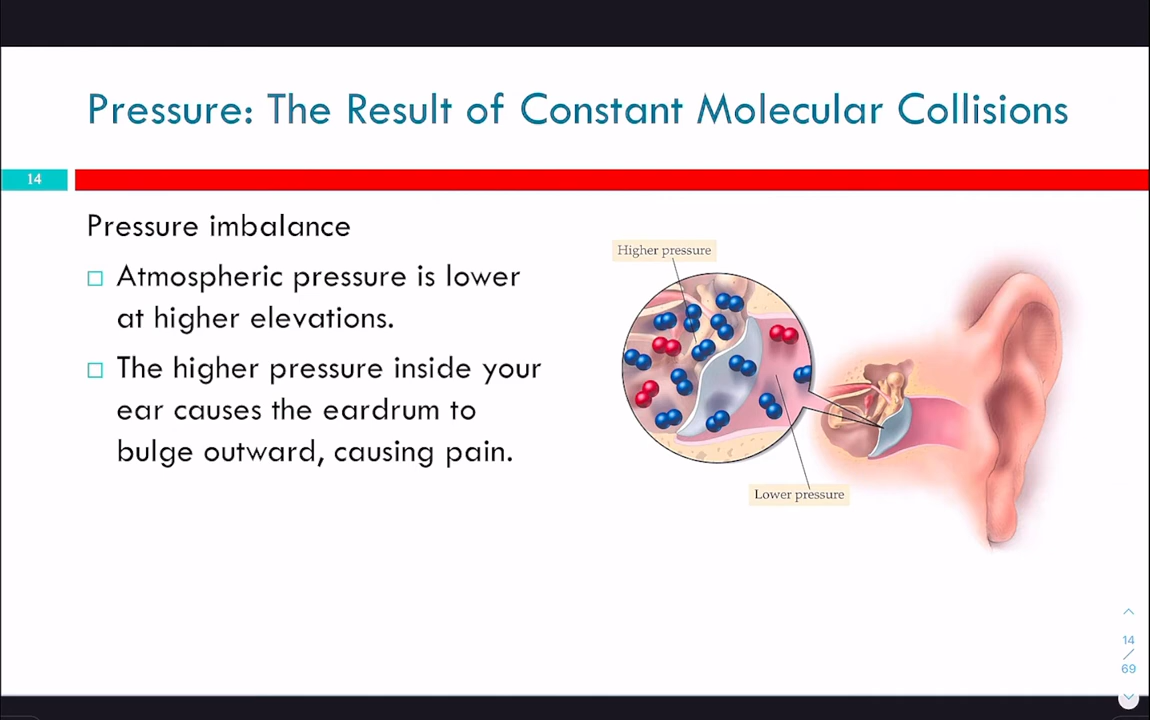 Pressure: The Result of Constant Molecular Collisions
14
Pressure imbalance
Atmospheric pressure is lower
at higher elevations.
The higher pressure inside your
ear causes the eardrum to
bulge outward, causing pain.
Higher pressure
Lower pressure
14
/
69